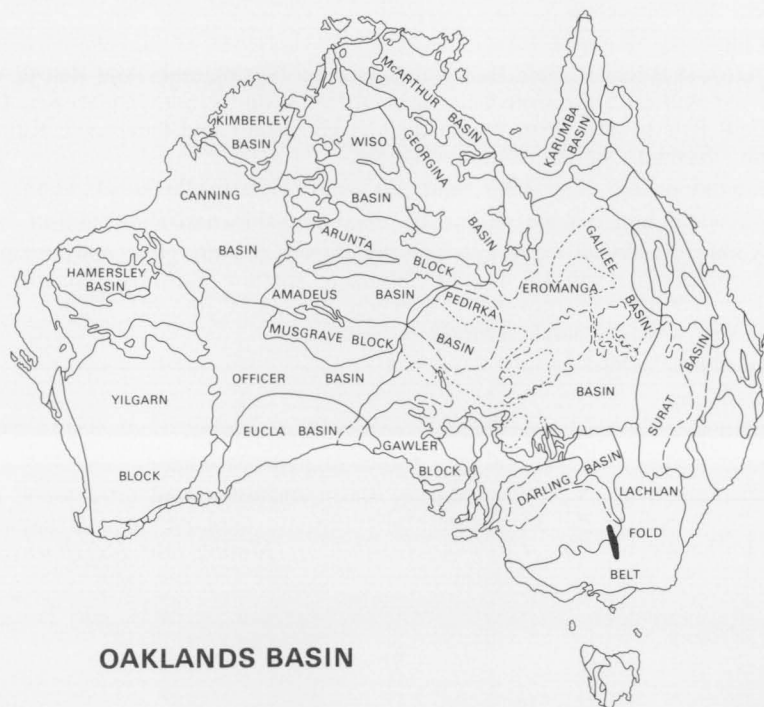 McARTHUR BASIN
KIMBERLEY
BASIN
KARUMBA
BASIN
WISO
BASIN
GEORGINA
BASIN
CANNING
BASIN
ARUNTA
BLOCK
GALILEE
BASIN
HAMERSLEY
BASIN
AMADEUS BASIN
PEDIRKA
BASIN
EROMANGA
BASIN
MUSGRAVE BLOCK
YILGARN
BLOCK
OFFICER BASIN
SURAT
BASIN
EUCLA BASIN
GAWLER
BLOCK
DARLING BASIN
LACHLAN
FOLD
BELT
OAKLANDS BASIN